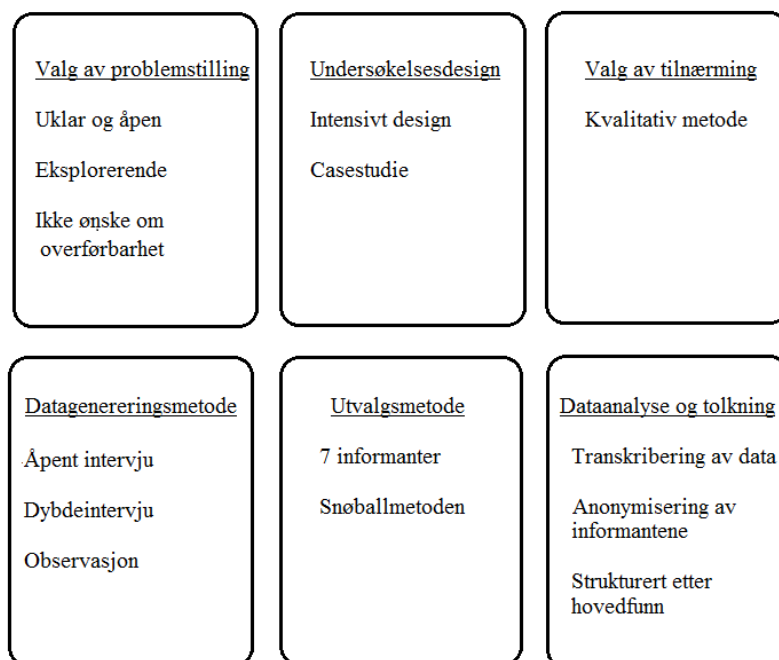 Valg av problemstilling
Uklar og åpen
Eksplorerende
Ikke ønske om
overførbarhet
Undersøkelsesdesign
Intensivt design
Casestudie
Valg av tilnærming
Kvalitativ metode
Datagenereringsmetode
Åpent intervju
Dybdeintervju
Observasjon
Utvalgsmetode
7 informanter
Snøballmetoden
Dataanalyse og tolkning
Transkribering av data
Anonymisering av
informantene
Strukturert etter
hovedfunn